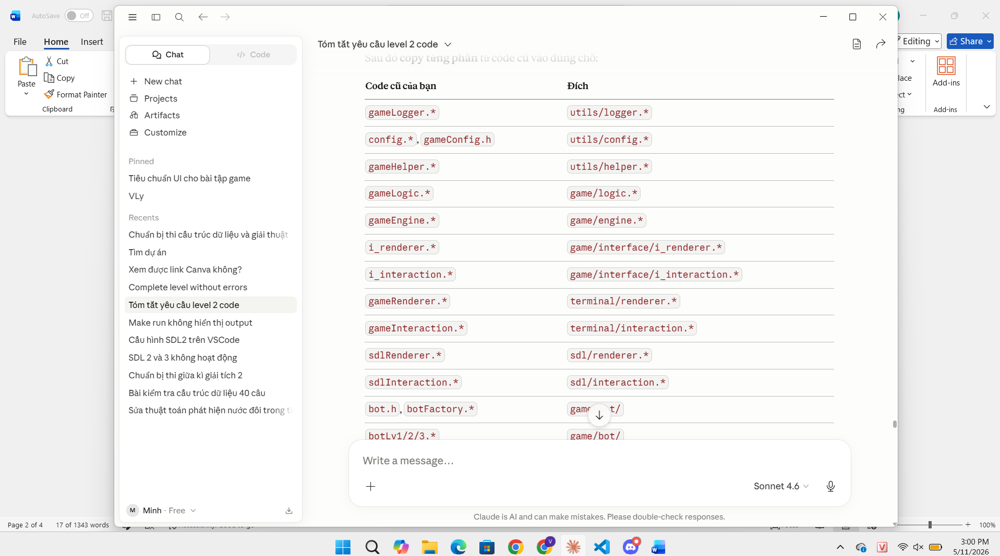 AutoSave Off
File Home Insert
Editing
Share
Paste
Cut
Copy
Format Painter
Clipboard
Add-ins
Add-ins
Chat
Code
New chat
Projects
Artifacts
Customize
Pinned
Tiêu chuẩn UI cho bài tập game
VLy
Recents
Chuẩn bị thi cấu trúc dữ liệu và giải thuật
Tìm dự án
Xem được link Canva không?
Complete level without errors
Tóm tắt yêu cầu level 2 code
Make run không hiển thị output
Cấu hình SDL2 trên VSCode
SDL 2 và 3 không hoạt động
Chuẩn bị thi giữa kì giải tích 2
Bài kiểm tra cấu trúc dữ liệu 40 câu
Sửa thuật toán phát hiện nước đôi trong
M Minh · Free
Tóm tắt yêu cầu level 2 code
Sau đó copy từng phần từ code cũ vào đúng chỗ:
Code cũ của bạn Đích
gameLogger.* utils/logger.*
config.*, gameConfig.h utils/config.*
gameHelper.* utils/helper.*
gameLogic.* game/logic.*
gameEngine.* game/engine.*
i_renderer.* game/interface/i_renderer.*
i_interaction.* game/interface/i_interaction.*
gameRenderer.* terminal/renderer.*
gameInteraction.* terminal/interaction.*
sdlRenderer.* sdl/renderer.*
sdlInteraction.* sdl/interaction.*
bot.h, botFactory.*
botLv1/2/3.* game/bot/
Write a message...
Sonnet 4.6
Claude is AI and can make mistakes. Please double-check responses.
Page 2 of 4 17 of 1343 words
100%
3:00 PM
5/11/2026